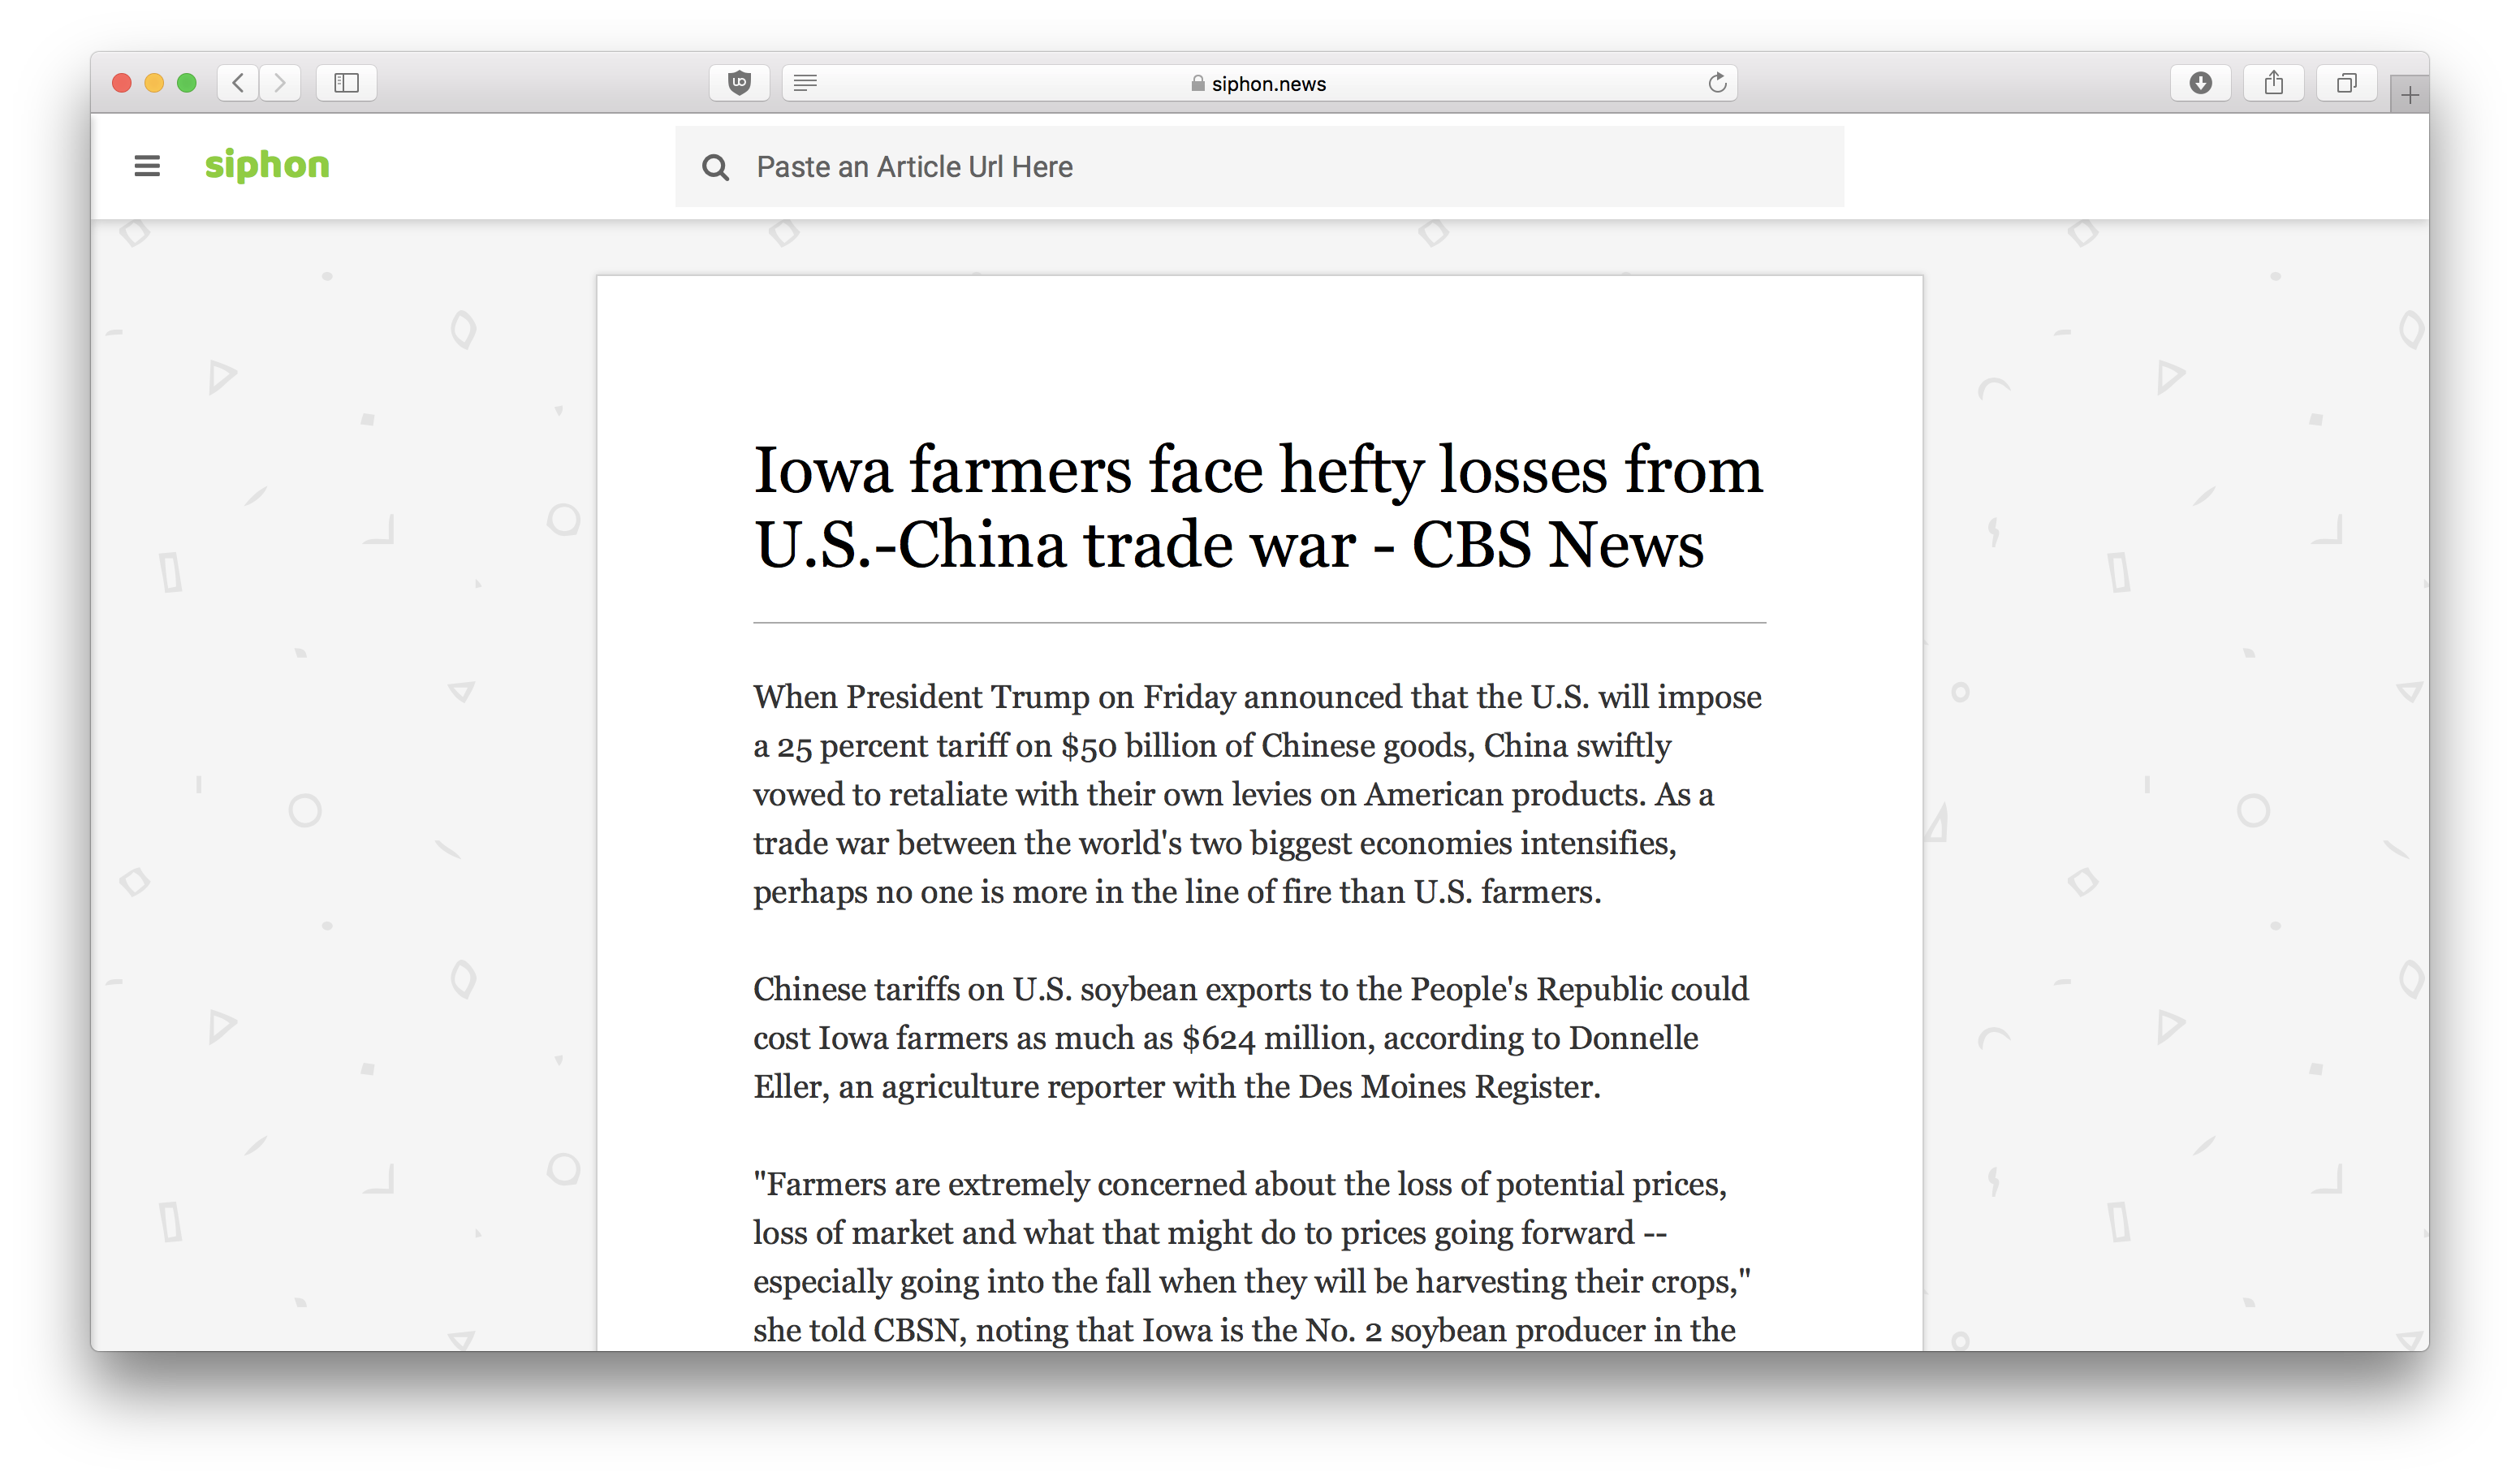 siphon.news
siphon
Paste an Article Url Here
Iowa farmers face hefty losses from
U.S.-China trade war - CBS News
When President Trump on Friday announced that the U.S. will impose
a 25 percent tariff on $50 billion of Chinese goods, China swiftly
vowed to retaliate with their own levies on American products. As a
trade war between the world's two biggest economies intensifies,
perhaps no one is more in the line of fire than U.S. farmers.
Chinese tariffs on U.S. soybean exports to the People's Republic could
cost Iowa farmers as much as $624 million, according to Donnelle
Eller, an agriculture reporter with the Des Moines Register.
"Farmers are extremely concerned about the loss of potential prices,
loss of market and what that might do to prices going forward --
especially going into the fall when they will be harvesting their crops,"
she told CBSN, noting that Iowa is the No. 2 soybean producer in the